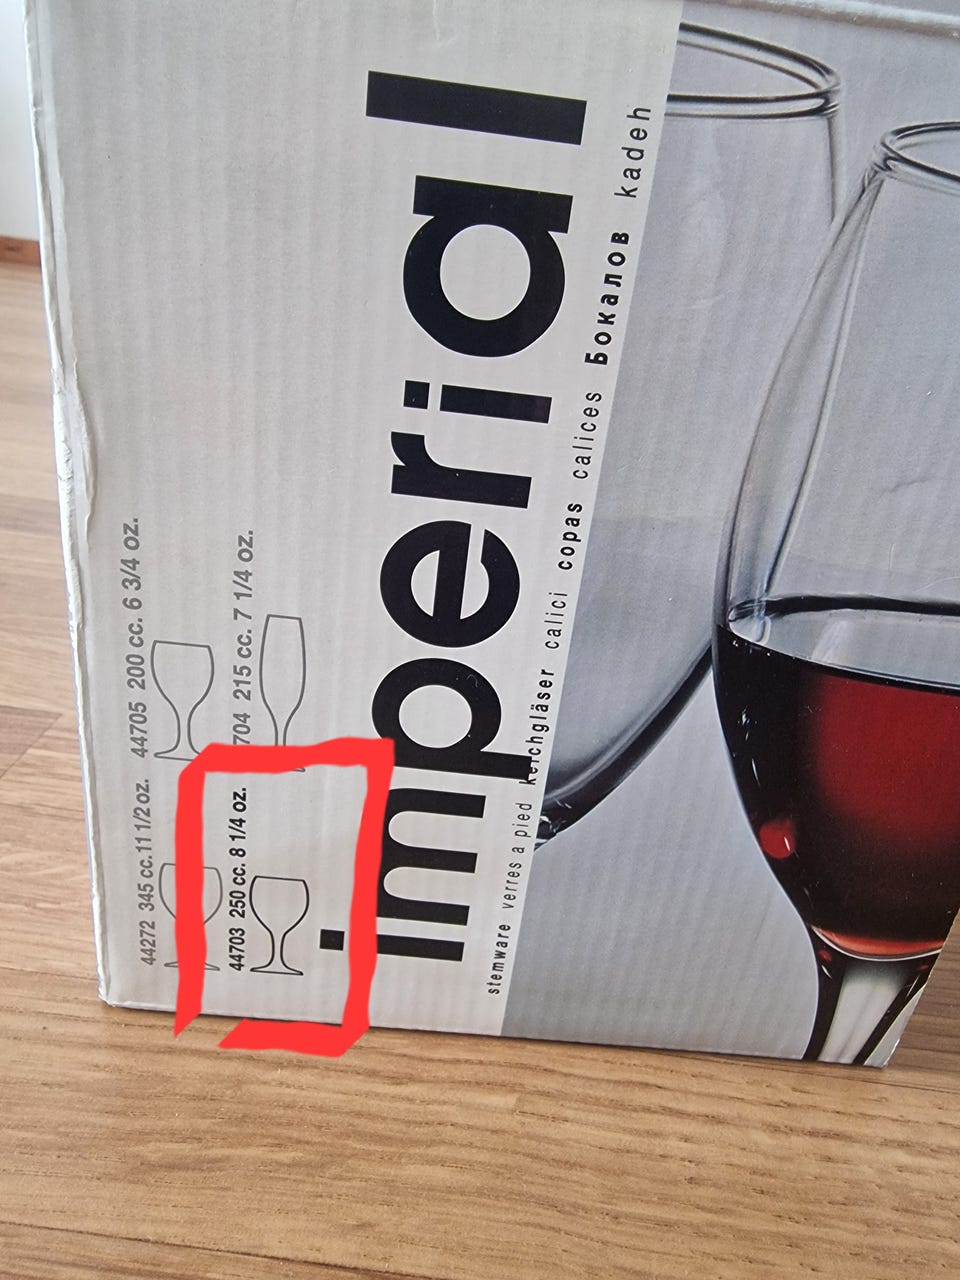 44272 345 cc. 11 1/2 oz.
44705 200 cc. 6 3/4 oz.
44703 250 cc. 8 1/4 oz.
704 215 cc. 7 1/4 oz.
imperial
stemware verres a pied kelchgläser calici copas calices Бокалов kadeh